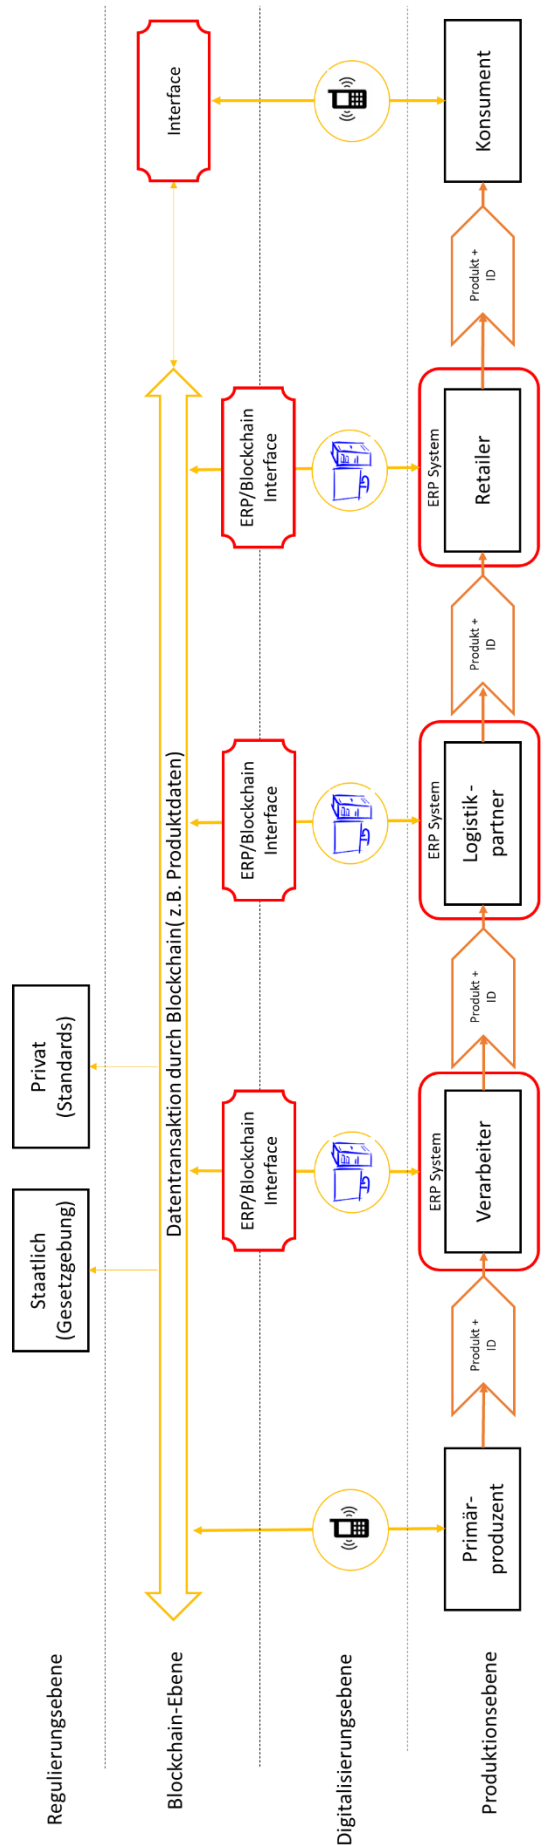 Regulierungsebene
Staatlich
(Gesetzgebung)
Privat
(Standards)
Blockchain-Ebene
Datentransaktion durch Blockchain( z.B. Produktdaten)
Interface
ERP/Blockchain
Interface
ERP/Blockchain
Interface
ERP/Blockchain
Interface
Digitalisierungsebene
Produktionsebene
Primär-
produzent
Produkt +
ID
ERP System
Verarbeiter
Produkt +
ID
ERP System
Logistik -
partner
Produkt +
ID
ERP System
Retailer
Produkt +
ID
Konsument